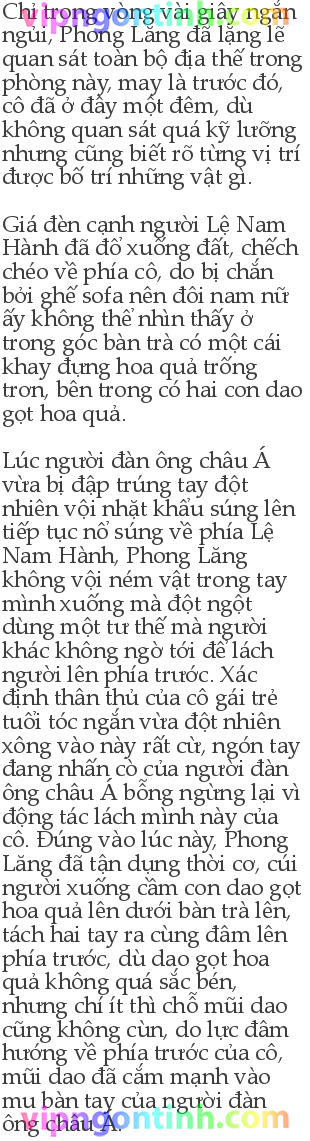 Chỉ trong vòng vài giây ngắn
ngủi, Phong Lăng đã lặng lẽ
quan sát toàn bộ địa thế trong
phòng này, may là trước đó,
cô đã ở đây một đêm, dù
không quan sát quá kỹ lưỡng
nhưng cũng biết rõ từng vị trí
được bố trí những vật gì.
Giá đèn cạnh người Lệ Nam
Hành đã đổ xuống đất, chếch
chéo về phía cô, do bị chắn
bởi ghế sofa nên đôi nam nữ
ấy không thể nhìn thấy ở
trong góc bàn trà có một cái
khay đựng hoa quả trống
trơn, bên trong có hai con dao
gọt hoa quả.
Lúc người đàn ông châu Á
vừa bị đập trúng tay đột
nhiên vội nhặt khẩu súng lên
tiếp tục nổ súng về phía Lệ
Nam Hành, Phong Lăng
không vội ném vật trong tay
mình xuống mà đột ngột
dùng một tư thế mà người
khác không ngờ tới để lách
người lên phía trước. Xác
định thân thủ của cô gái trẻ
tuổi tóc ngắn vừa đột nhiên
xông vào này rất cừ, ngón tay
đang nhấn cò của người đàn
ông châu Á bỗng ngừng lại vì
động tác lách mình này của
cô. Đúng vào lúc này, Phong
Lăng đã tận dụng thời cơ, cúi
người xuống cầm con dao gọt
hoa quả lên dưới bàn trà lên,
tách hai tay ra cùng đâm lên
phía trước, dù dao gọt hoa
quả không quá sắc bén,
nhưng chí ít thì chỗ mũi dao
cũng không cùn, do lực đâm
hướng về phía trước của cô,
mũi dao đã cắm mạnh vào
mu bàn tay của người đàn
ông châu Á.
vipngontinh.com
vipngontinh.com